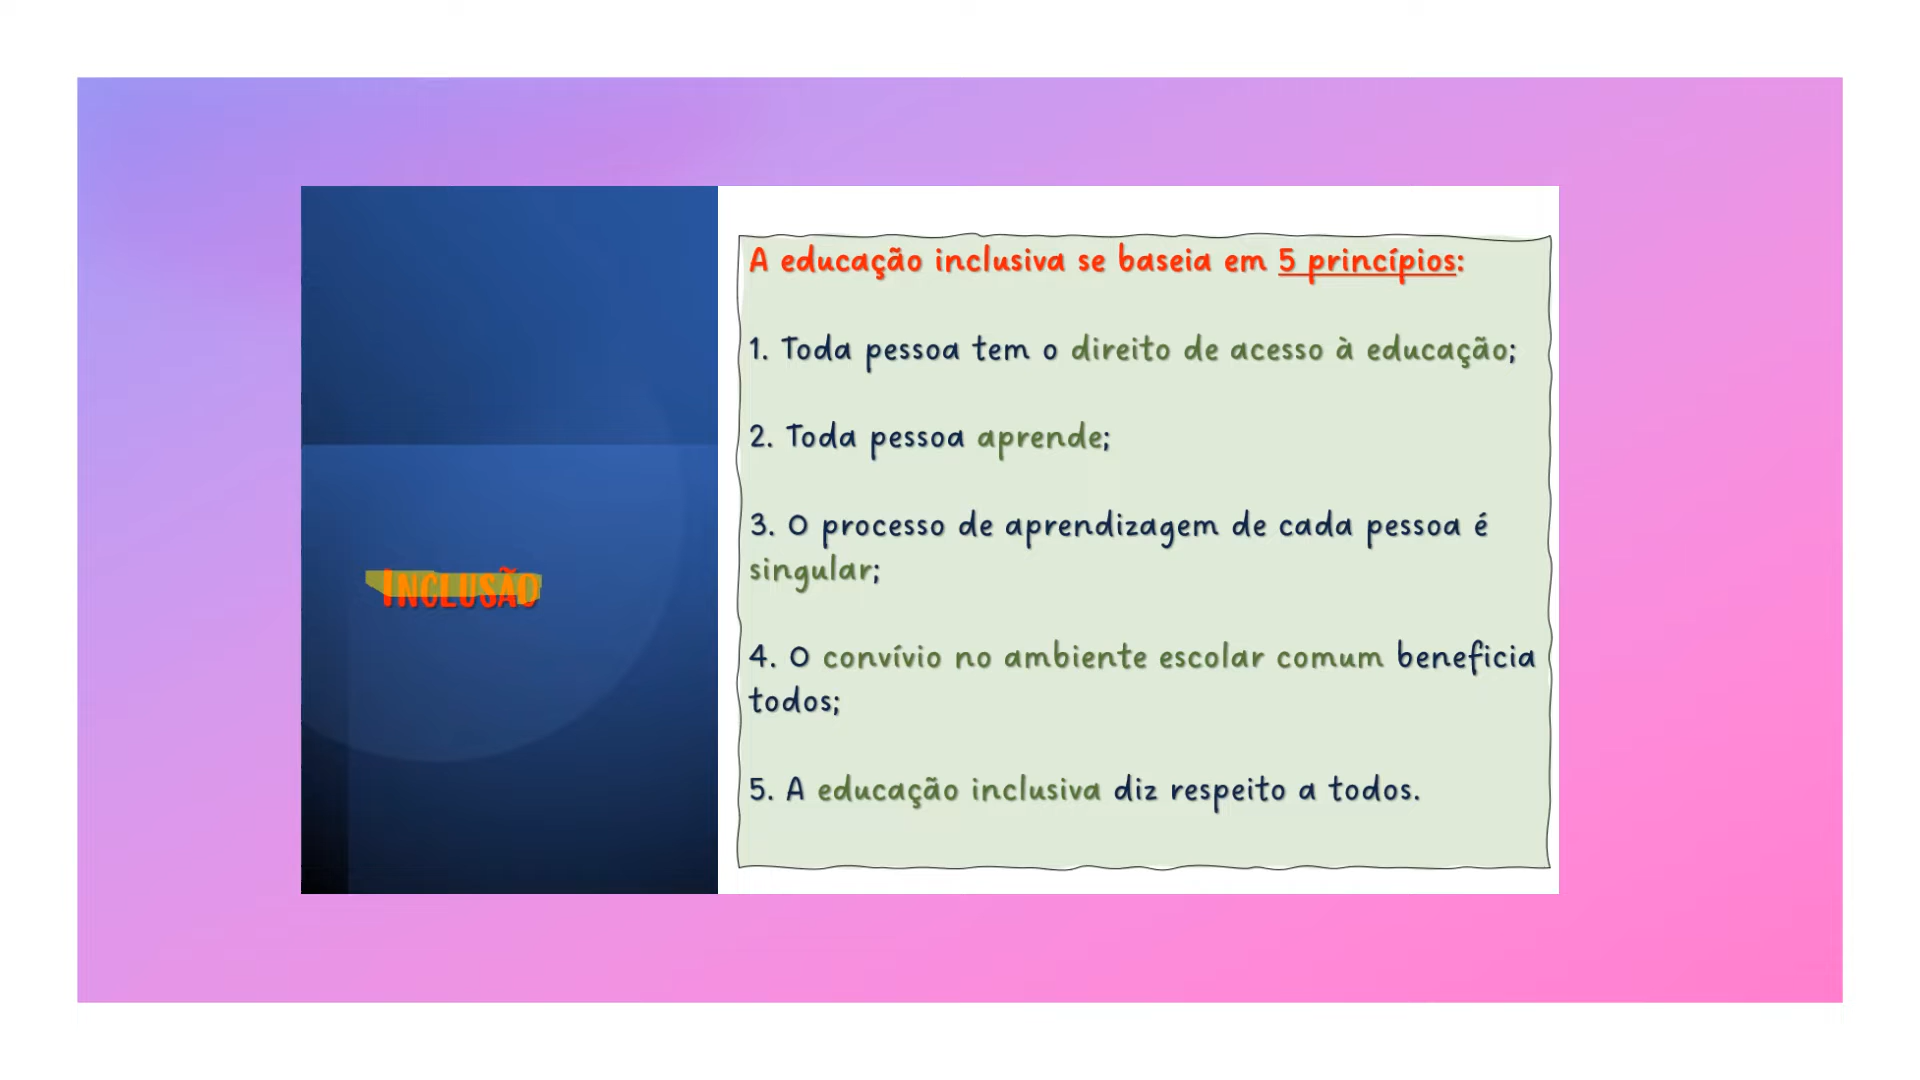 INCLUSÃO
A educação inclusiva se baseia em 5 princípios:
1. Toda pessoa tem o direito de acesso à educação;
2. Toda pessoa aprende;
3. O processo de aprendizagem de cada pessoa é
singular;
4. O convívio no ambiente escolar comum beneficia
todos;
5. A educação inclusiva diz respeito a todos.